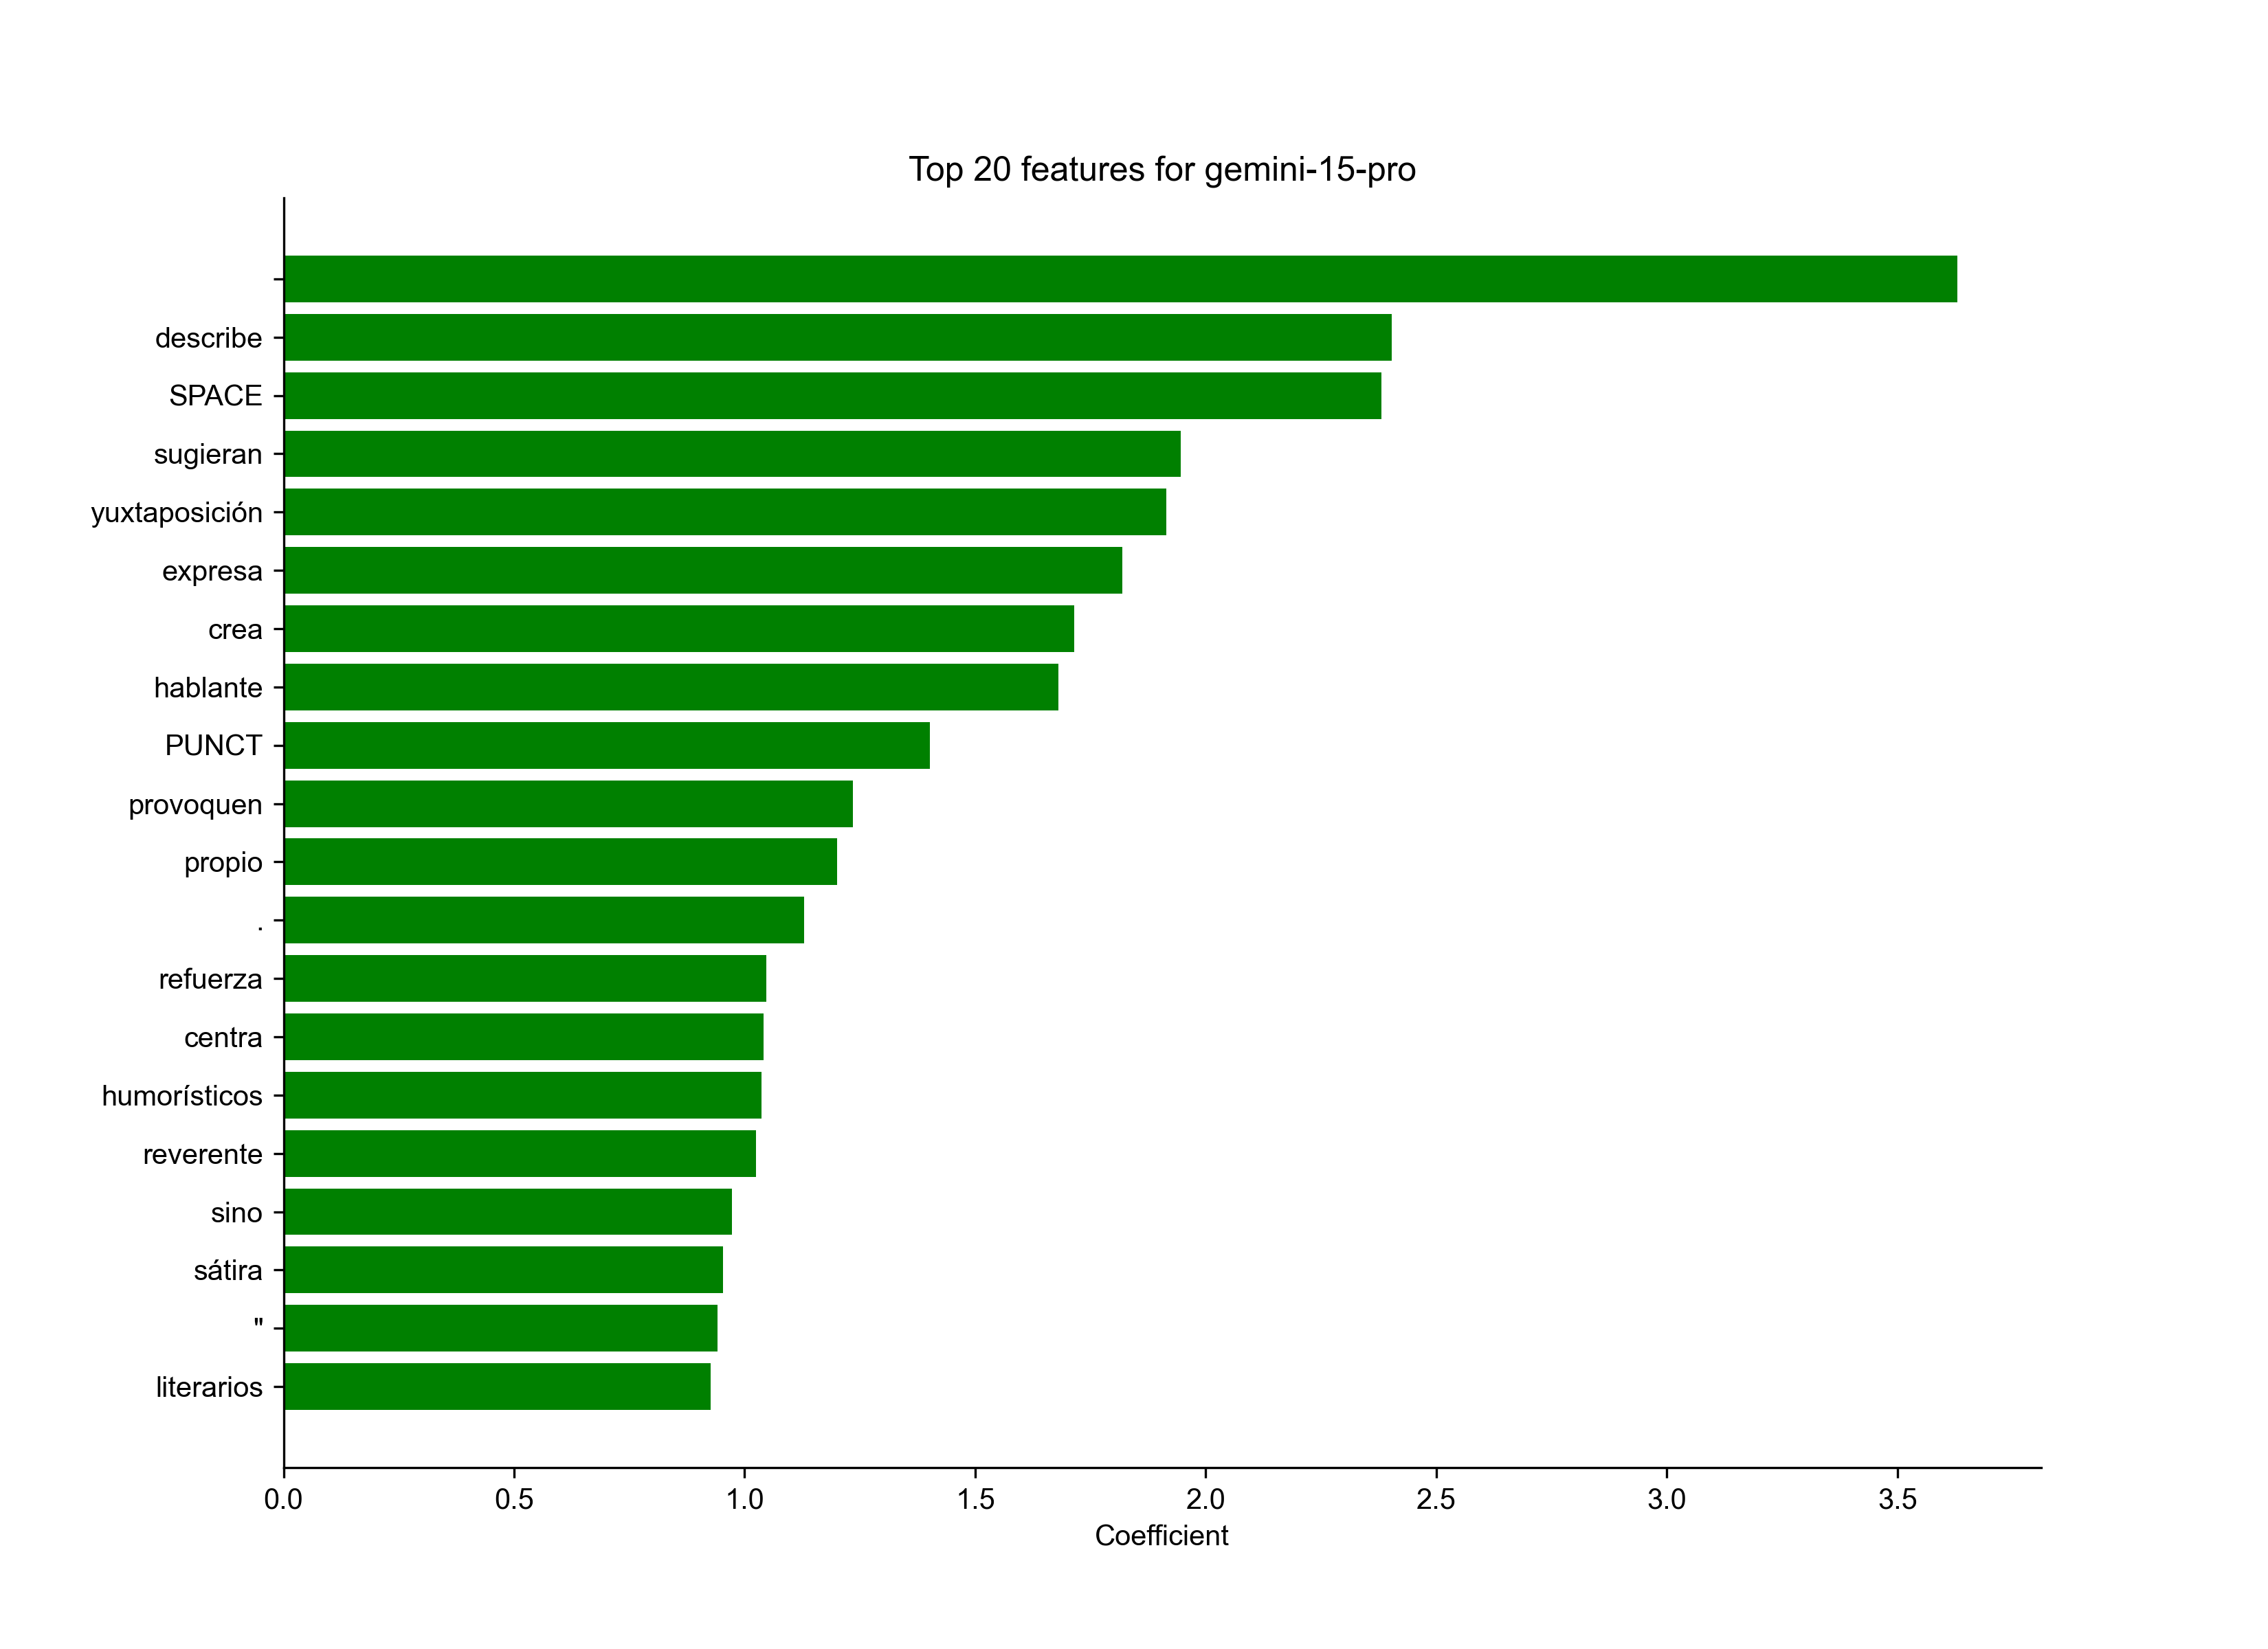 Top 20 features for gemini-15-pro
describe
SPACE
sugieran
yuxtaposición
expresa
crea
hablante
PUNCT
provoquen
propio
.
refuerza
centra
humorísticos
reverente
sino
sátira
"
literarios
0.0 0.5 1.0 1.5 2.0 2.5 3.0 3.5
Coefficient